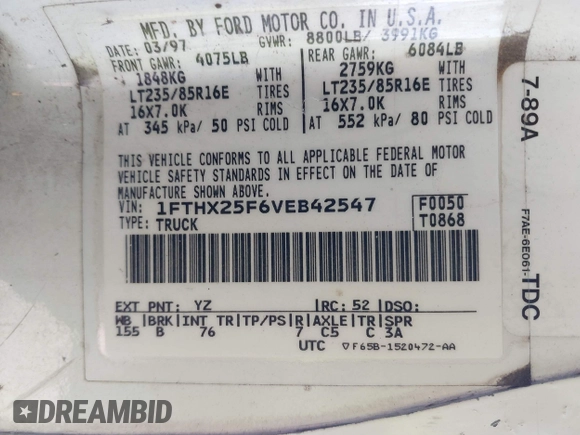 MFD. BY FORD MOTOR CO. IN U.S.A.
DATE: 03/97 GVWR: 8800LB/ 3991KG
FRONT GAWR: 4075LB REAR GAWR: 6084LB
1848KG WITH 2759KG WITH
LT235/85R16E TIRES LT235/85R16E TIRES
16X7.0K RIMS 16X7.0K RIMS
AT 345 kPa/ 50 PSI COLD AT 552 kPa/ 80 PSI COLD
THIS VEHICLE CONFORMS TO ALL APPLICABLE FEDERAL MOTOR
VEHICLE SAFETY STANDARDS IN EFFECT ON THE DATE OF
MANUFACTURE SHOWN ABOVE.
VIN: 1FTHX25F6VEB42547 F0050
TYPE: TRUCK T0868
EXT PNT: YZ RC: 52 DSO:
WB BRK INT TR TP/PS R AXLE TR SPR
155 B 76 7 C5 C 3A
UTC ▽F65B-1520472-AA
7-89A
F7AE-6E061-TDC
DREAMBID
dreambid.com